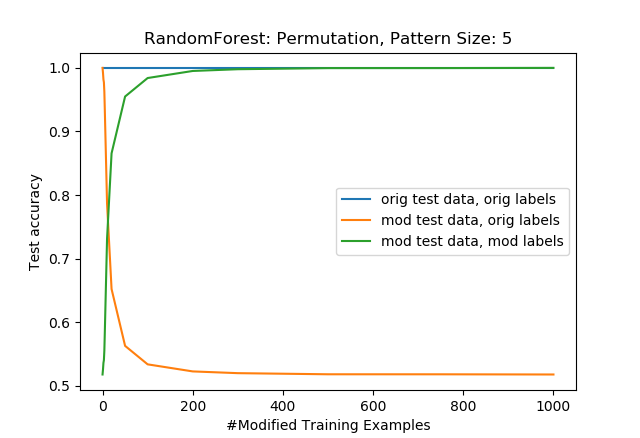 RandomForest: Permutation, Pattern Size: 5
1.0
0.9
0.8
0.7
0.6
0.5
Test accuracy
orig test data, orig labels
mod test data, orig labels
mod test data, mod labels
0 200 400 600 800 1000
#Modified Training Examples